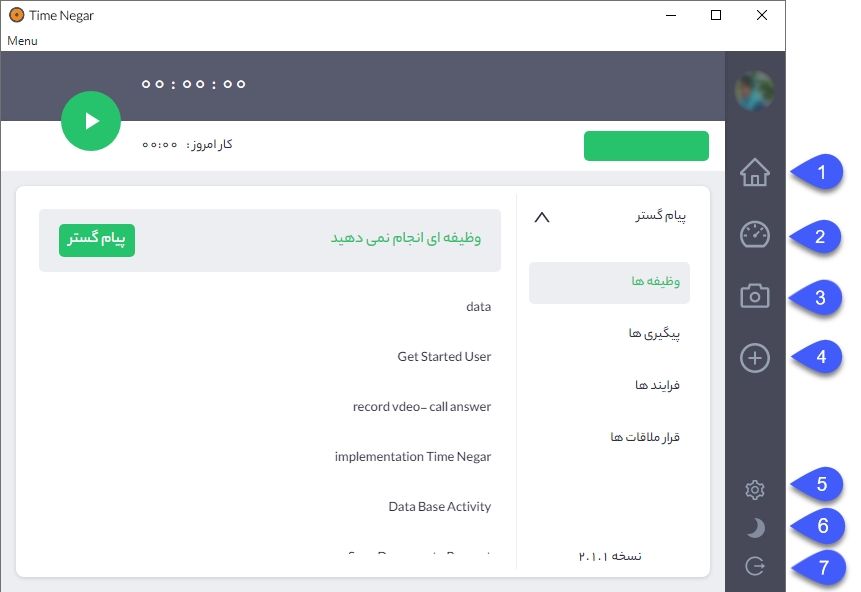 Time Negar
Menu
۰۰ : ۰۰ : ۰۰
کار امروز : ۰۰:۰۰
پیام گستر
وظیفه ها
پیگیری ها
فرایند ها
قرار ملاقات ها
نسخه ۲.۱.۱
وظیفه ای انجام نمی دهید
پیام گستر
data
Get Started User
record vdeo- call answer
implementation Time Negar
Data Base Activity
1
2
3
4
5
6
7